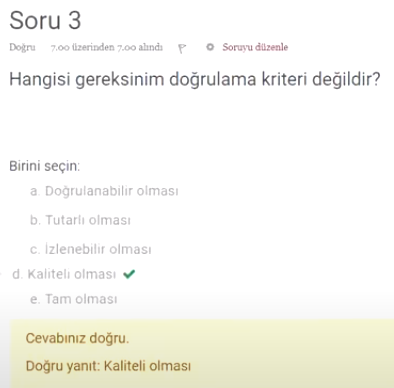 Soru 3
Doğru 7.00 üzerinden 7.00 alındı Soruyu düzenle
Hangisi gereksinim doğrulama kriteri değildir?
Birini seçin:
a. Doğrulanabilir olması
b. Tutarlı olması
c. İzlenebilir olması
d. Kaliteli olması
e. Tam olması
Cevabınız doğru.
Doğru yanıt: Kaliteli olması